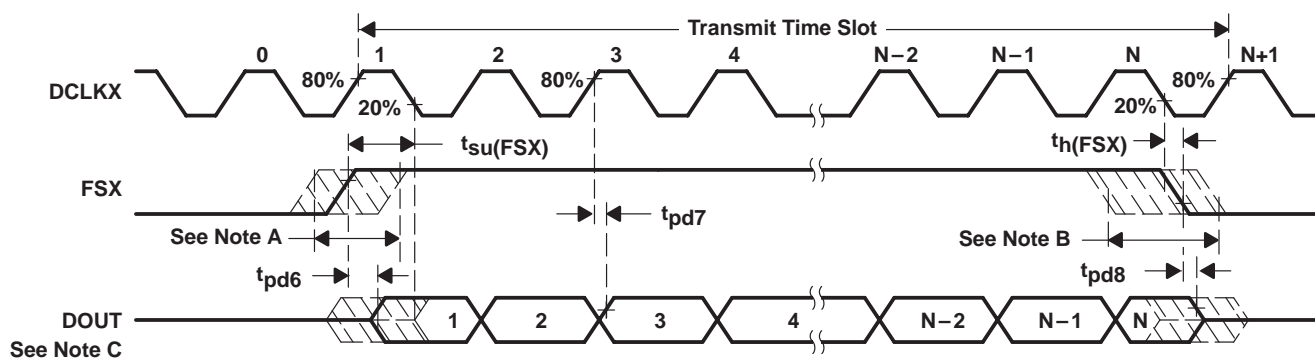 Transmit Time Slot
0 1 2 3 4 N−2 N−1 N N+1
80% 80% 80%
DCLKX
20% 20%
tsu(FSX) th(FSX)
FSX
tpd7
See Note A See Note B
tpd6 tpd8
DOUT 1 2 3 4 N−2 N−1 N
See Note C